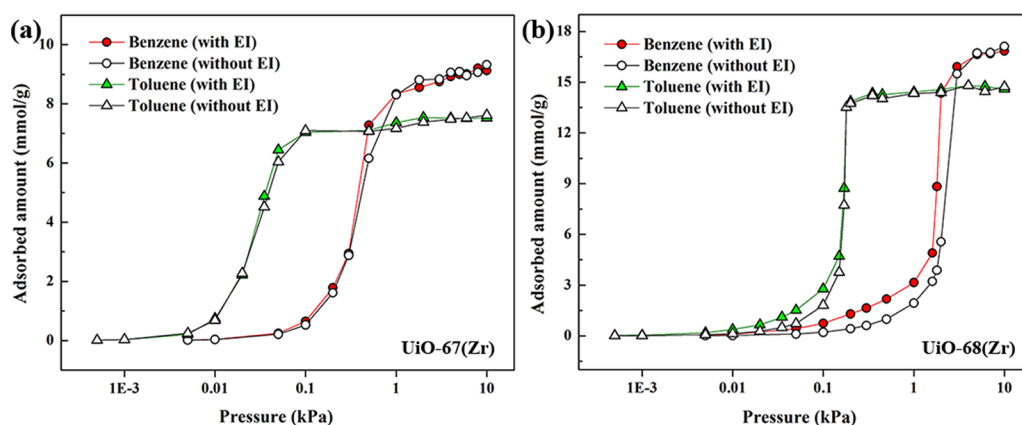 (a)
Benzene (with EI)
Benzene (without EI)
Toluene (with EI)
Toluene (without EI)
Adsorbed amount (mmol/g)
10
8
6
4
2
0
UiO-67(Zr)
1E-3
0.01
0.1
1
10
Pressure (kPa)
(b)
Benzene (with EI)
Benzene (without EI)
Toluene (with EI)
Toluene (without EI)
Adsorbed amount (mmol/g)
18
15
12
9
6
3
0
UiO-68(Zr)
1E-3
0.01
0.1
1
10
Pressure (kPa)